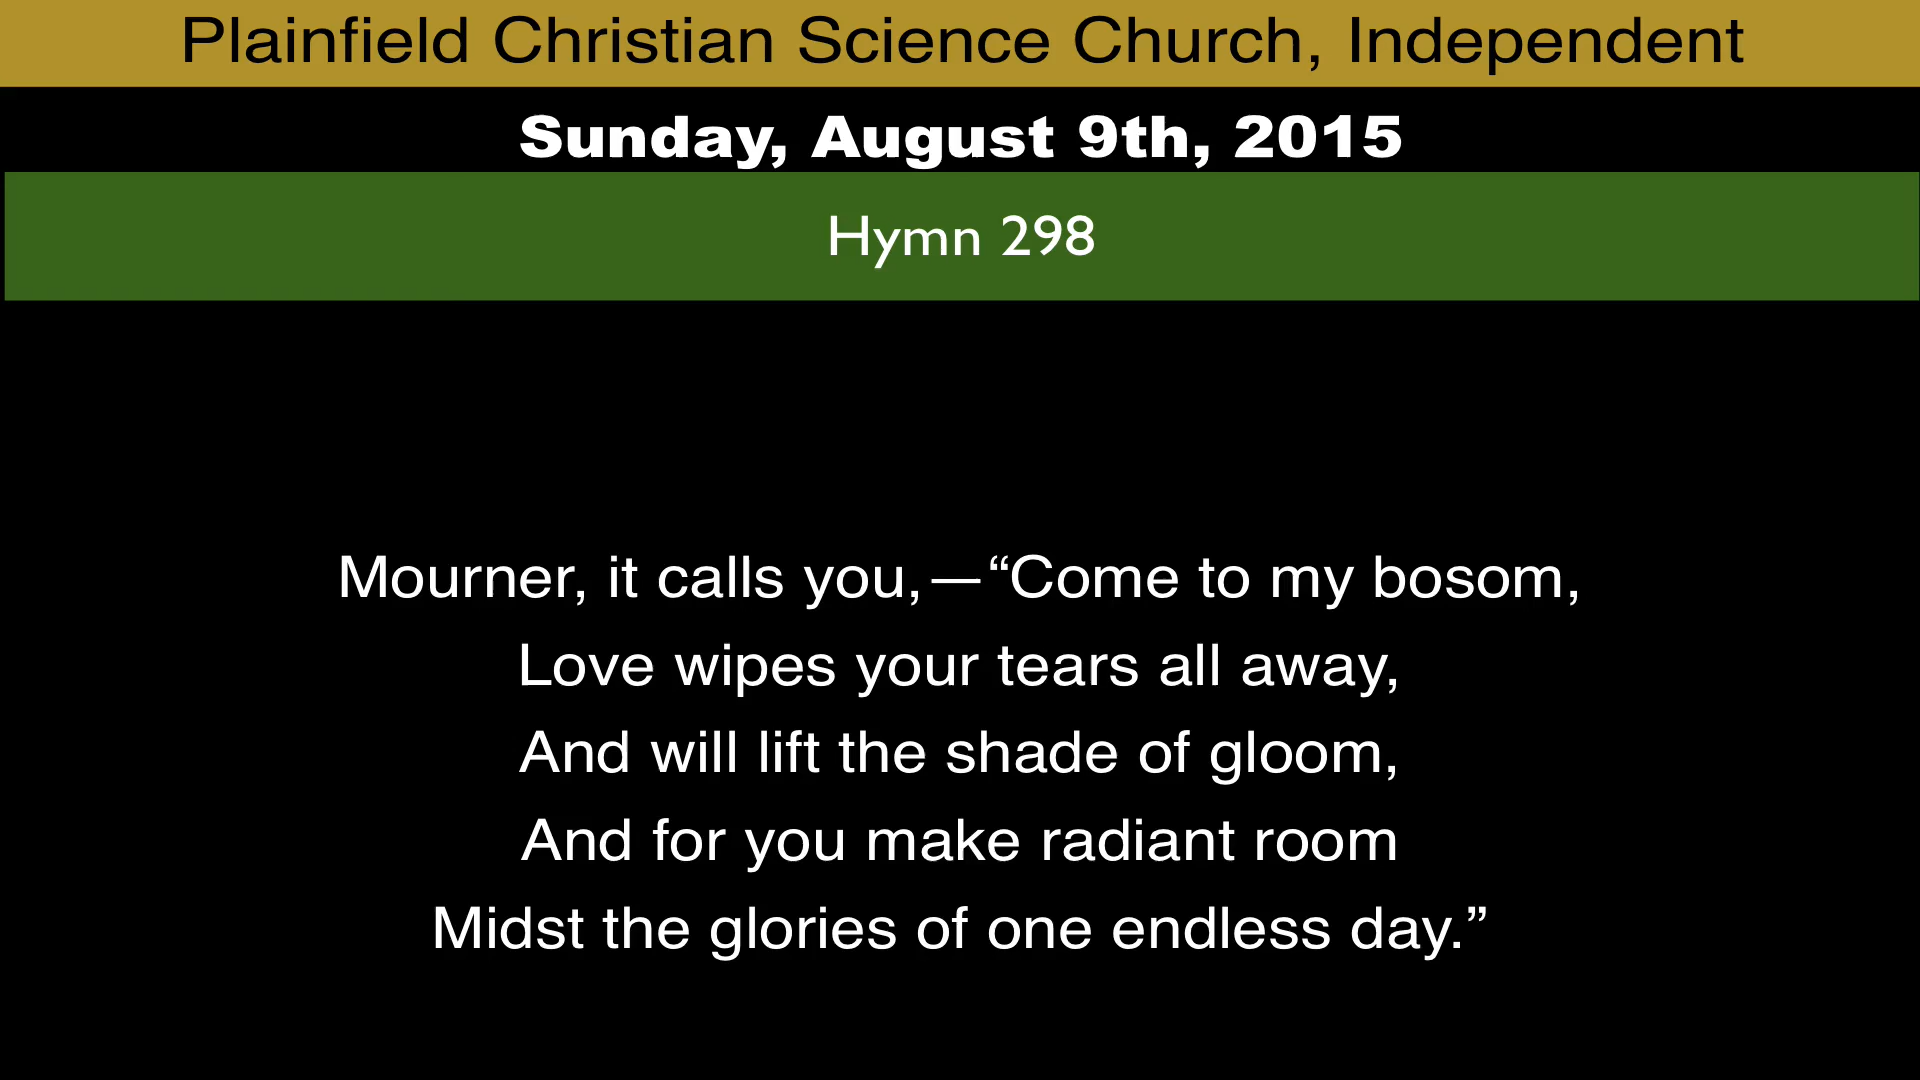 Plainfield Christian Science Church, Independent
Sunday, August 9th, 2015
Hymn 298
Mourner, it calls you,—“Come to my bosom,
Love wipes your tears all away,
And will lift the shade of gloom,
And for you make radiant room
Midst the glories of one endless day.”